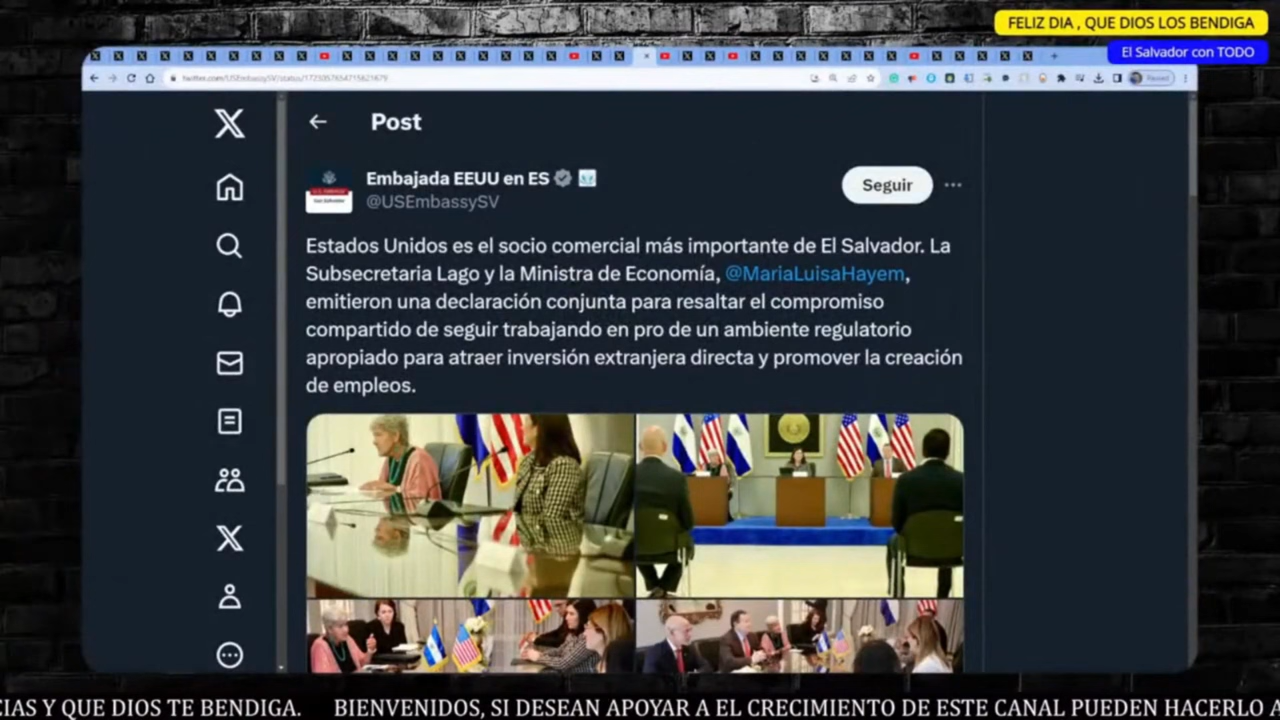 FELIZ DIA , QUE DIOS LOS BENDIGA
El Salvador con TODO
Paused
Post
Embajada EEUU en ES
@USEmbassySV
Seguir
Estados Unidos es el socio comercial más importante de El Salvador. La
Subsecretaria Lago y la Ministra de Economía, @MariaLuisaHayem,
emitieron una declaración conjunta para resaltar el compromiso
compartido de seguir trabajando en pro de un ambiente regulatorio
apropiado para atraer inversión extranjera directa y promover la creación
de empleos.
CIAS Y QUE DIOS TE BENDIGA. BIENVENIDOS, SI DESEAN APOYAR A EL CRECIMIENTO DE ESTE CANAL PUEDEN HACERLO A